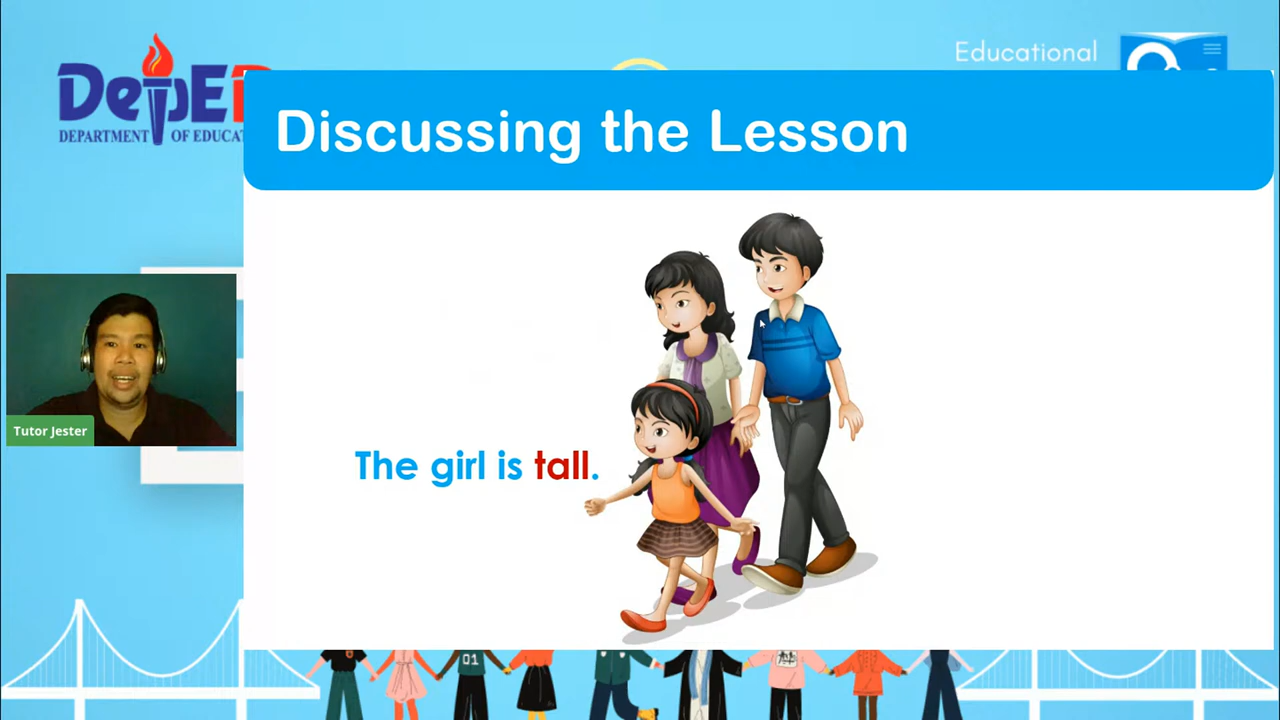 Educational
DepED
DEPARTMENT OF EDUCAT
Discussing the Lesson
The girl is tall.
Tutor Jester
01